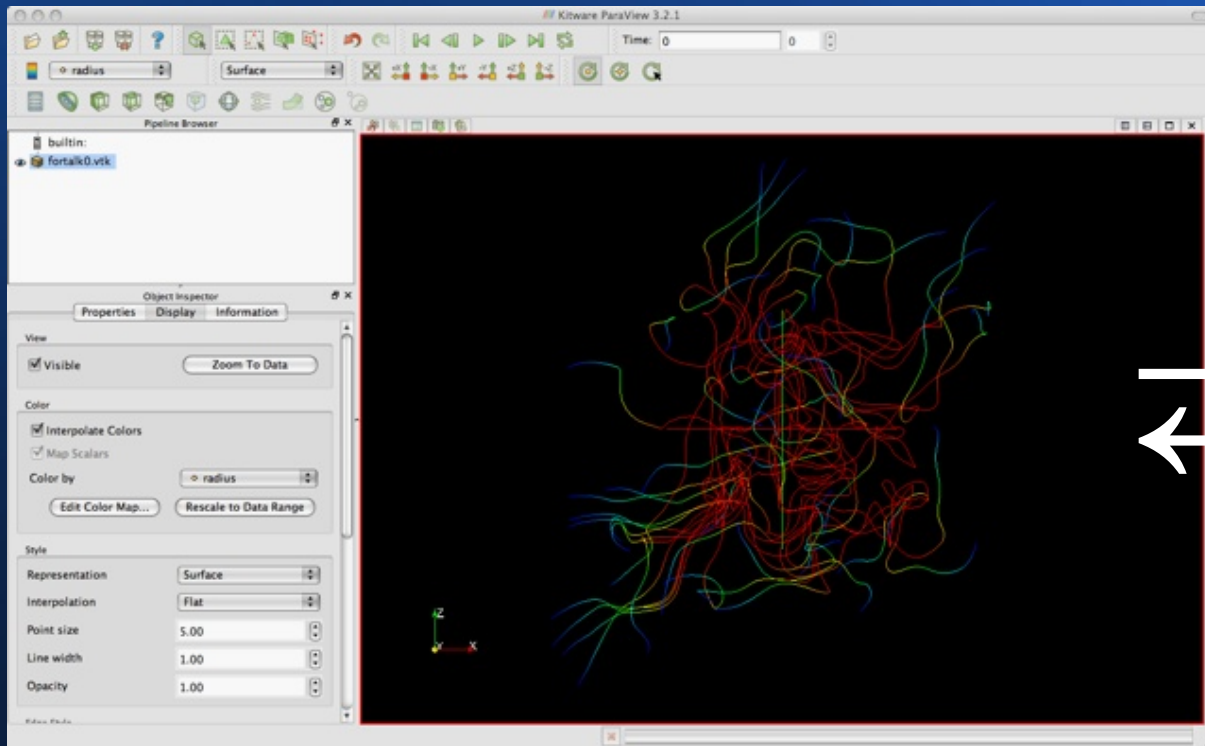 Kitware ParaView 3.2.1
Time: 0 0
radius Surface
Pipeline Browser
builtin:
fortalk0.vtk
Object Inspector
Properties Display Information
View
Visible Zoom To Data
Color
Interpolate Colors
Map Scalars
Color by radius
Edit Color Map... Rescale to Data Range
Style
Representation Surface
Interpolation Flat
Point size 5.00
Line width 1.00
Opacity 1.00
Z
Y X